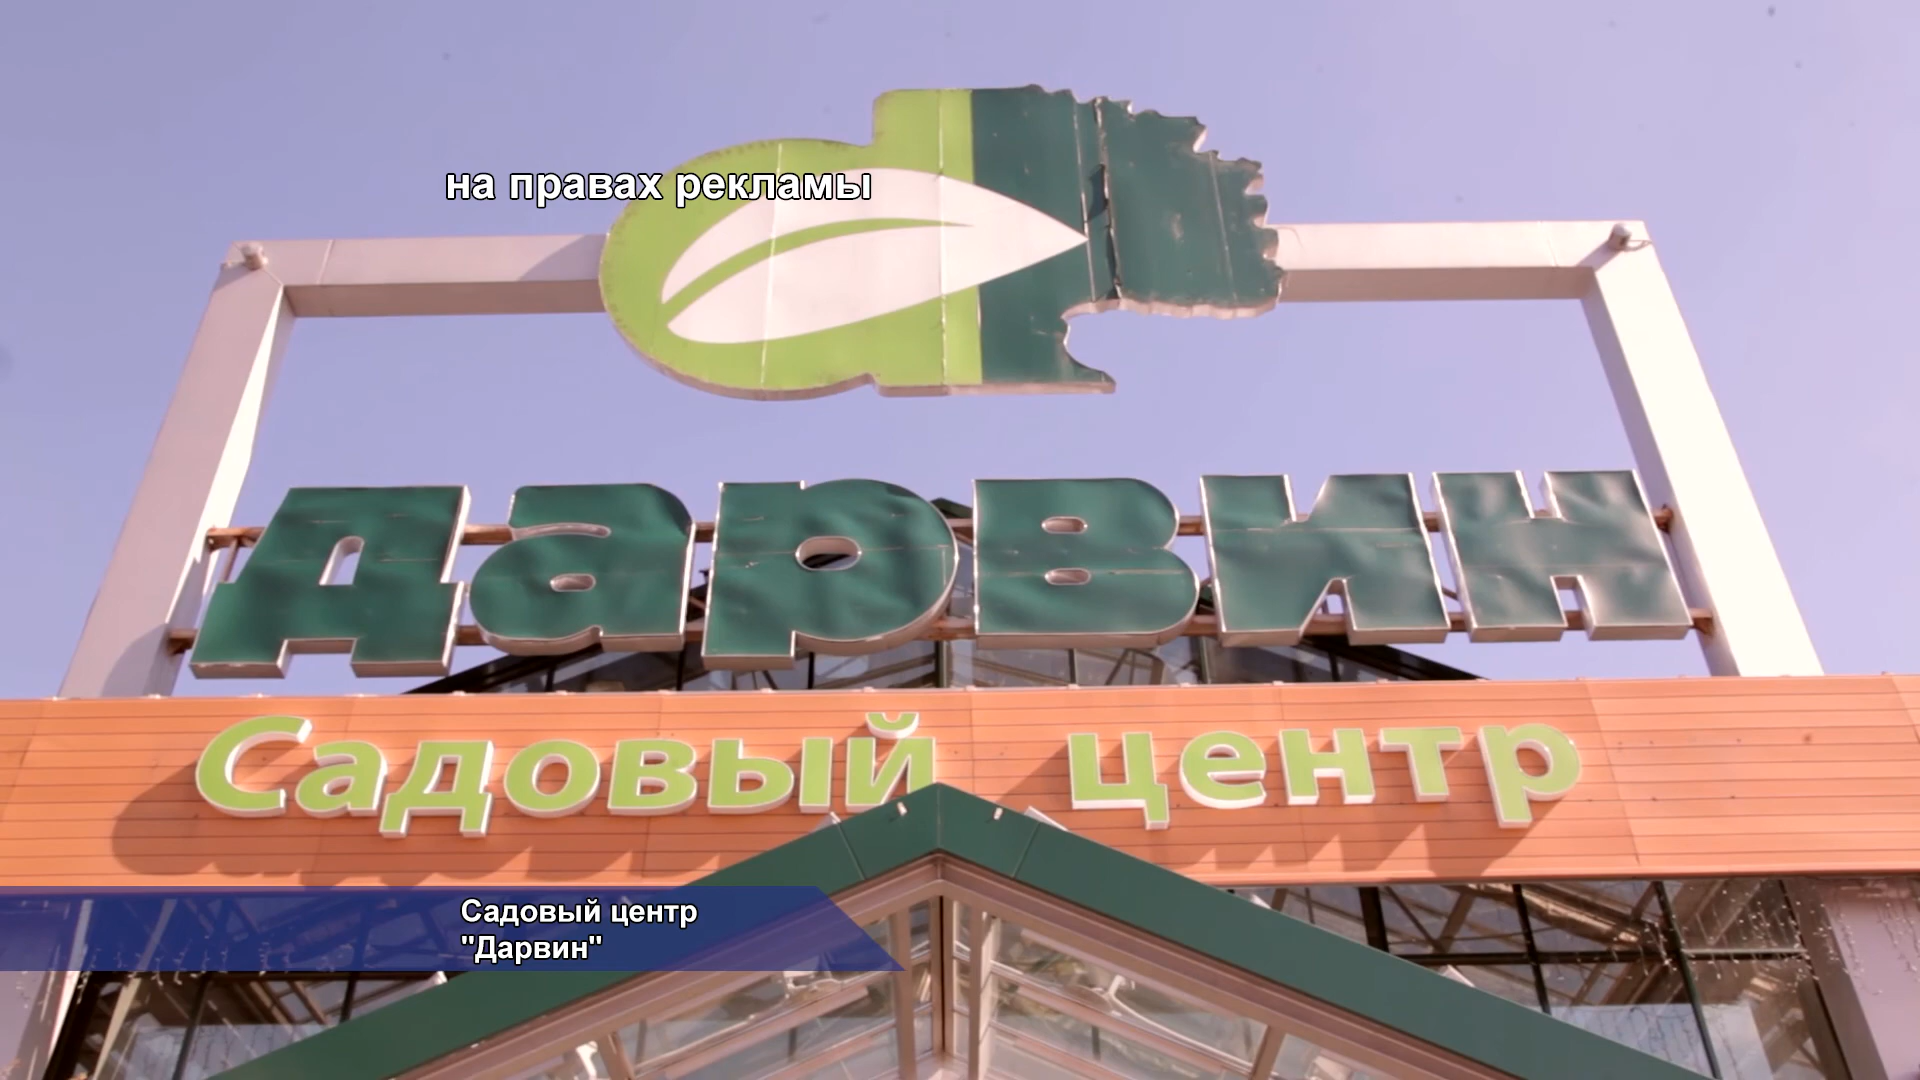 на правах рекламы
дарвин
Садовый центр
Садовый центр
"Дарвин"